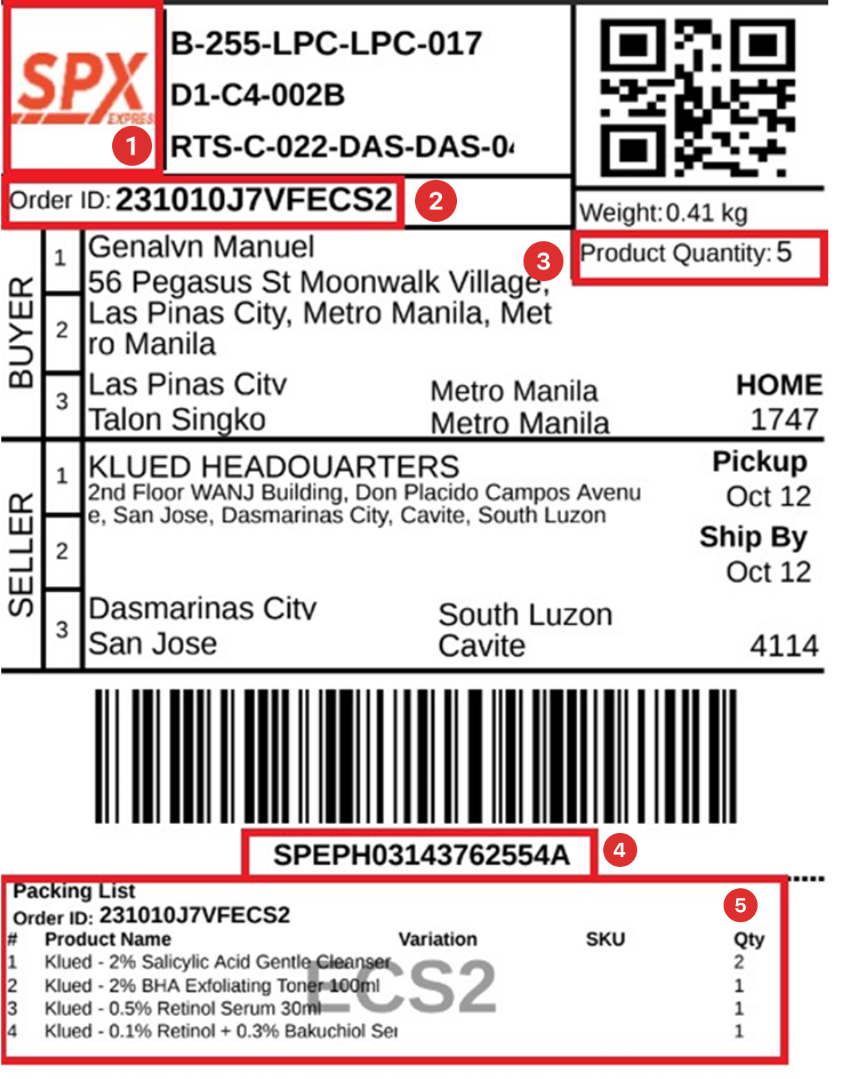 SPX
EXPRESS
1
B-255-LPC-LPC-017
D1-C4-002B
RTS-C-022-DAS-DAS-04
Order ID: 231010J7VFECS2
2
Weight: 0.41 kg
3
Product Quantity: 5
BUYER
1
Genalvn Manuel
56 Pegasus St Moonwalk Village,
2
Las Pinas City, Metro Manila, Met
ro Manila
3
Las Pinas Citv Metro Manila HOME
Talon Singko Metro Manila 1747
SELLER
1
KLUED HEADOUARTERS Pickup
2nd Floor WANJ Building, Don Placido Campos Avenu Oct 12
e, San Jose, Dasmarinas City, Cavite, South Luzon
2
Ship By
Oct 12
3
Dasmarinas Citv South Luzon
San Jose Cavite 4114
SPEPH03143762554A
4
Packing List
5
Order ID: 231010J7VFECS2
# Product Name Variation SKU Qty
1 Klued - 2% Salicylic Acid Gentle Cleanser 2
2 Klued - 2% BHA Exfoliating Toner 100ml 1
3 Klued - 0.5% Retinol Serum 30ml 1
4 Klued - 0.1% Retinol + 0.3% Bakuchiol Ser 1
ECS2